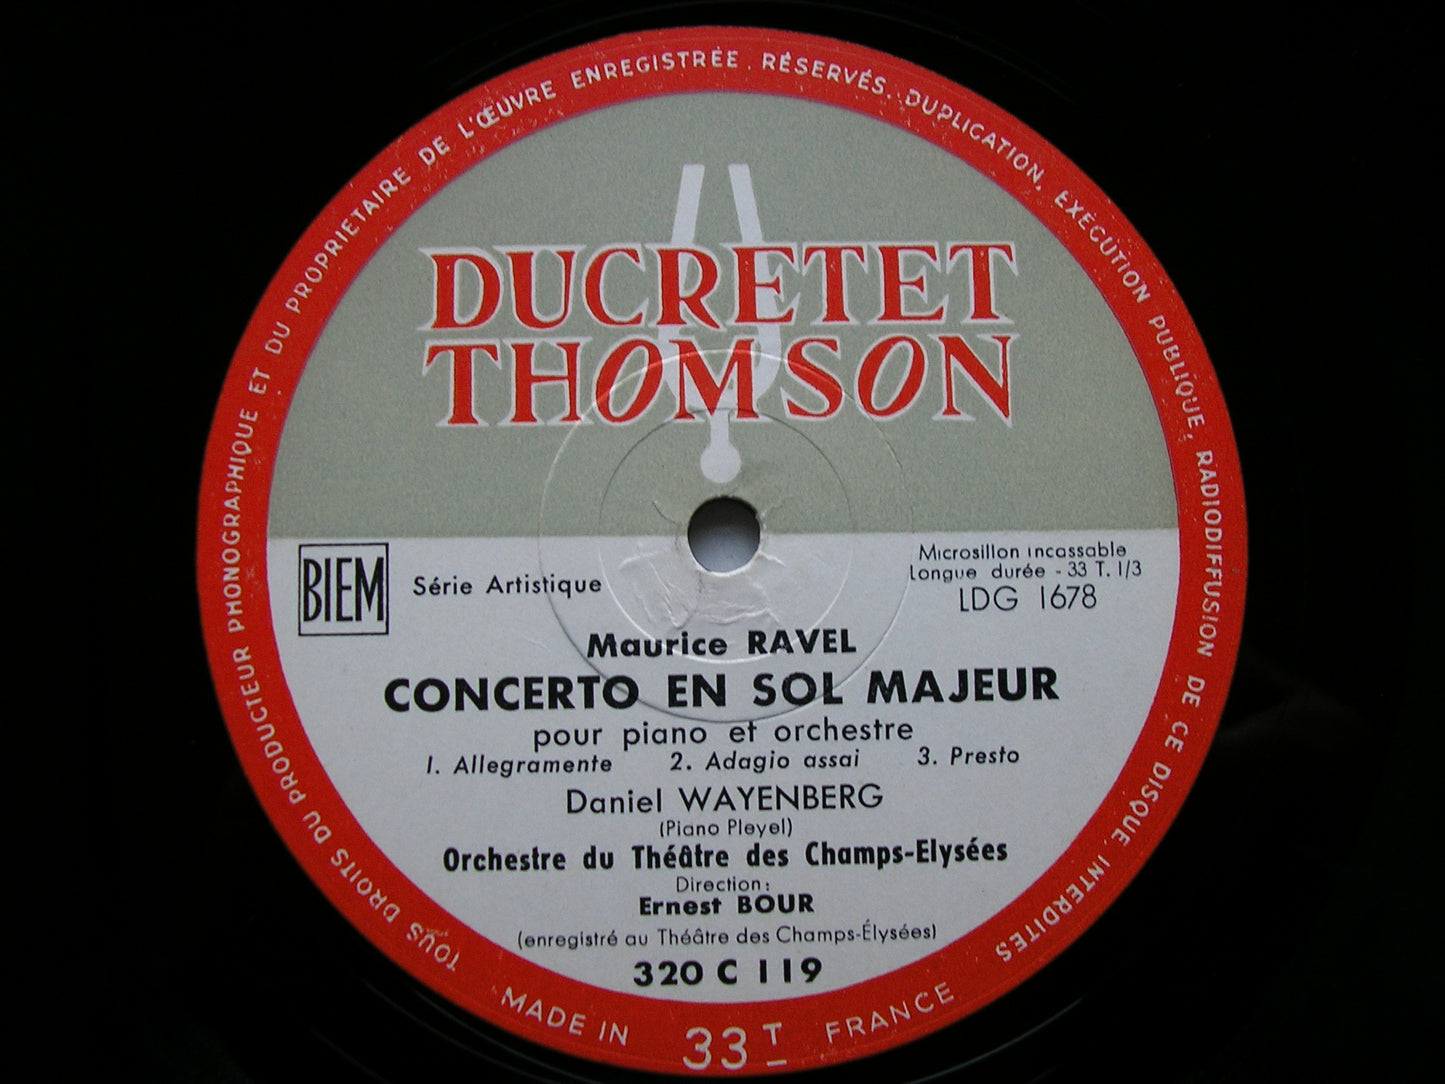 TOUS DROITS DU PRODUCTEUR PHONOGRAPHIQUE ET DU PROPRIETAIRE DE L'ŒUVRE ENREGISTRÉE. RÉSERVÉS. DUPLICATION, EXÉCUTION PUBLIQUE, RADIODIFFUSION DE CE DISQUE, INTERDITES
DUCRETET
THOMSON
BIEM
Série Artistique
Microsillon incassable
Longue durée - 33 T. 1/3
LDG 1678
Maurice RAVEL
CONCERTO EN SOL MAJEUR
pour piano et orchestre
1. Allegramente 2. Adagio assai 3. Presto
Daniel WAYENBERG
(Piano Pleyel)
Orchestre du Théâtre des Champs-Elysées
Direction:
Ernest BOUR
(enregistré au Théâtre des Champs-Élysées)
320 C 119
MADE IN 33 T FRANCE